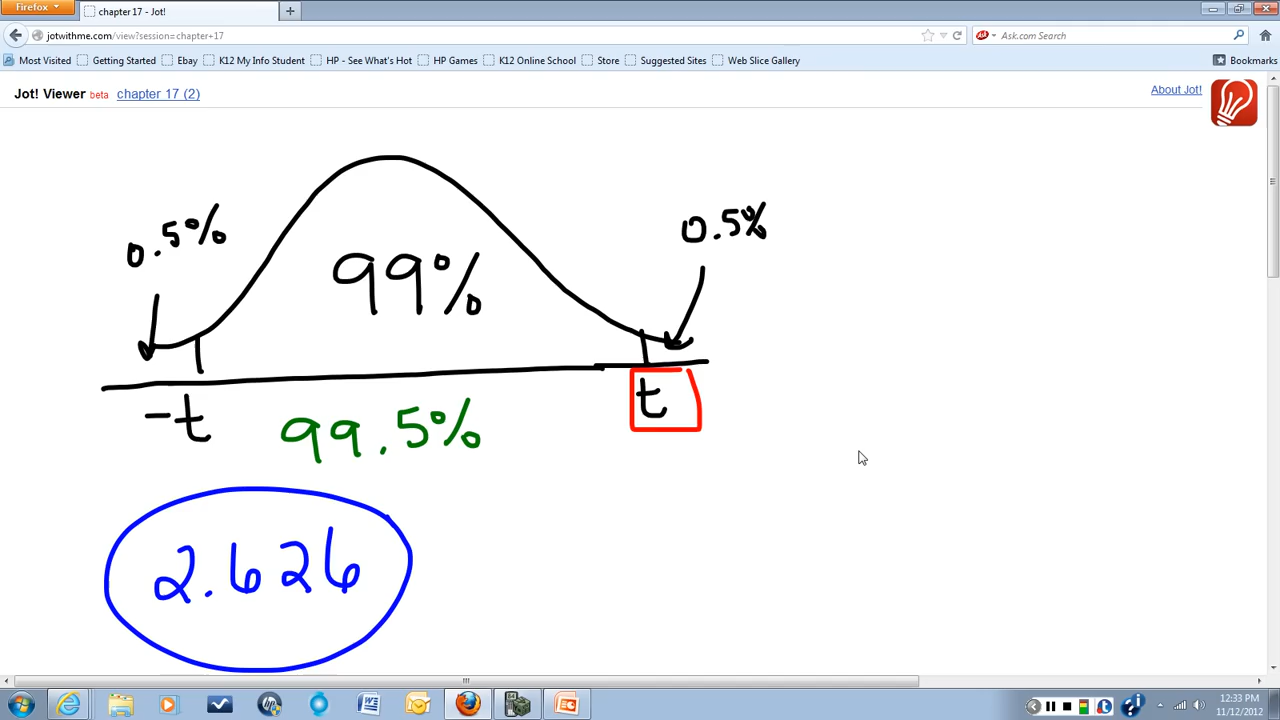 Firefox
chapter 17 - Jot!
jotwithme.com/view?session=chapter+17
Ask.com Search
Most Visited Getting Started Ebay K12 My Info Student HP - See What's Hot HP Games K12 Online School Store Suggested Sites Web Slice Gallery Bookmarks
Jot! Viewer beta chapter 17 (2) About Jot!
0.5% 0.5%
99%
-t t
99.5%
2.626
12:33 PM
11/12/2012